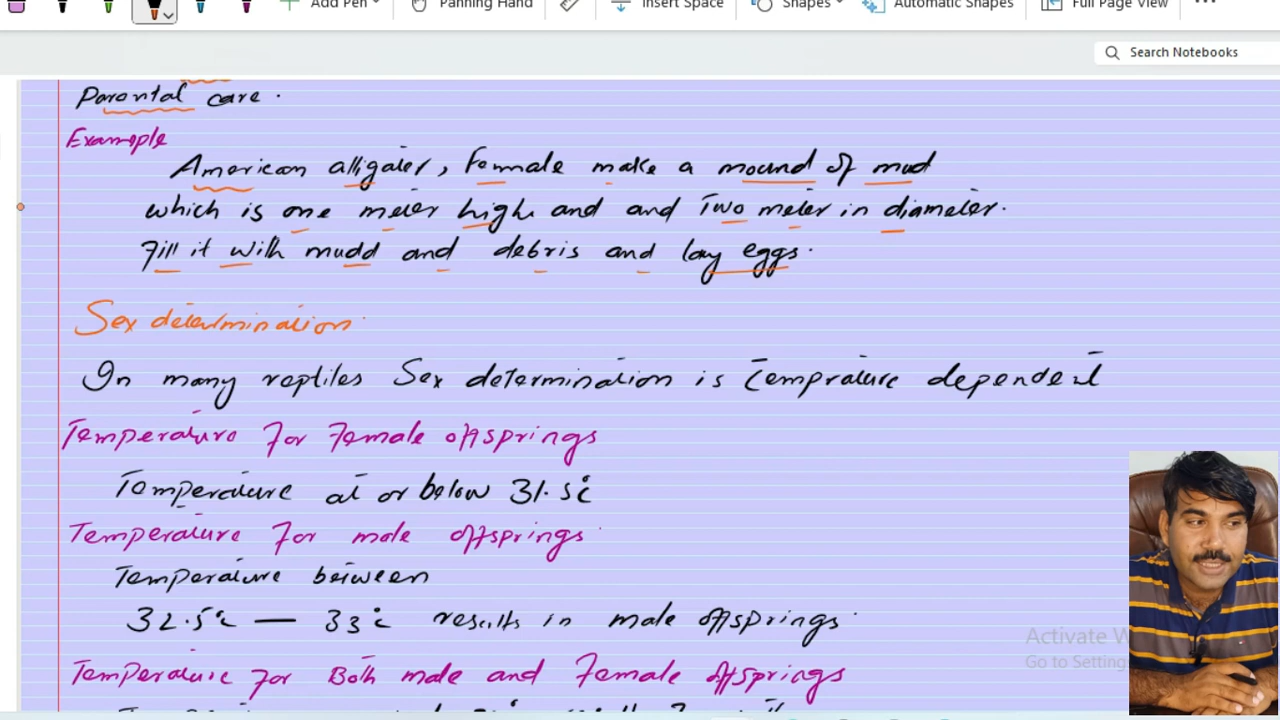 Add Pen Panning Hand Insert Space Shapes Automatic Shapes Full Page View
Search Notebooks
Parental care.
Example
American alligater, Female make a mound of mud
which is one meter high and and Two meter in diameter.
Fill it with mudd and debris and lay eggs.
Sex determination
In many reptiles Sex determination is Temprature dependent
Temperature For Female offsprings
Temperature at or below 31.5°C
Temperature For male offsprings
Temperature between
32.5°C — 33°C results in male offsprings
Activate W
Go to Setting
Temperature for Both male and Female offsprings